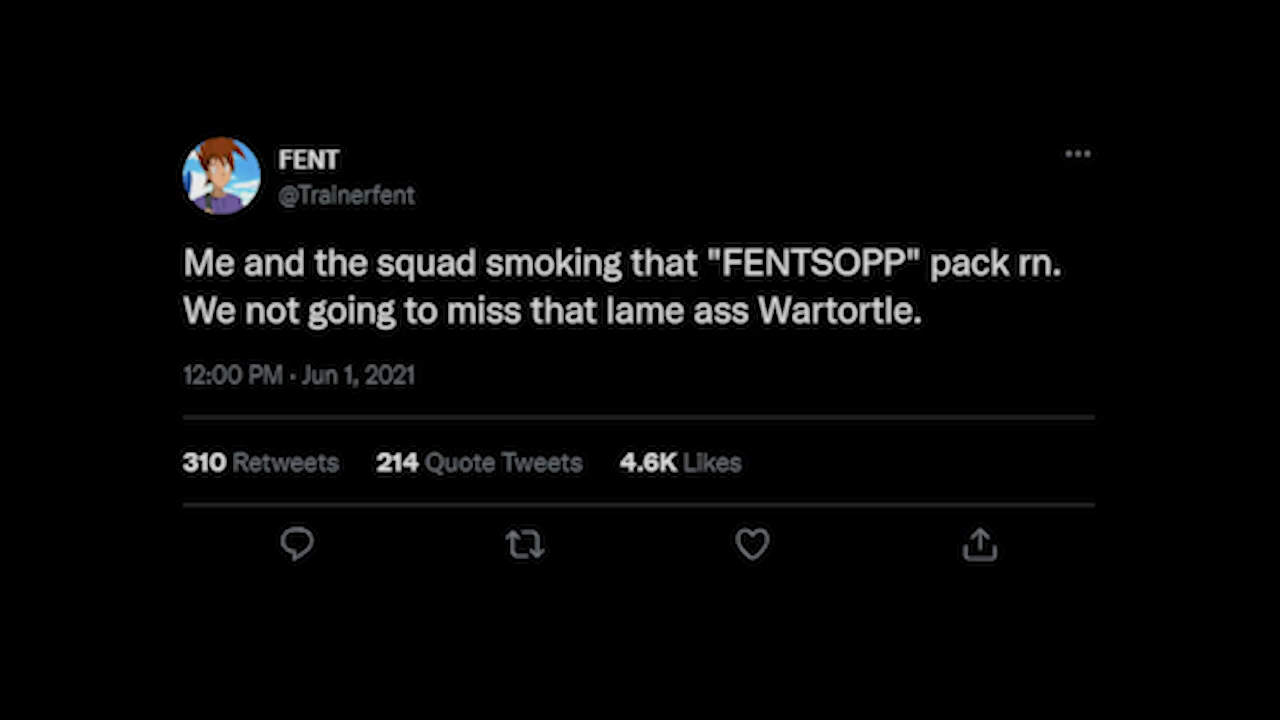 FENT
@Tralnerfent
Me and the squad smoking that "FENTSOPP" pack rn.
We not going to miss that lame ass Wartortle.
12:00 PM · Jun 1, 2021
310 Retweets 214 Quote Tweets 4.6K Likes